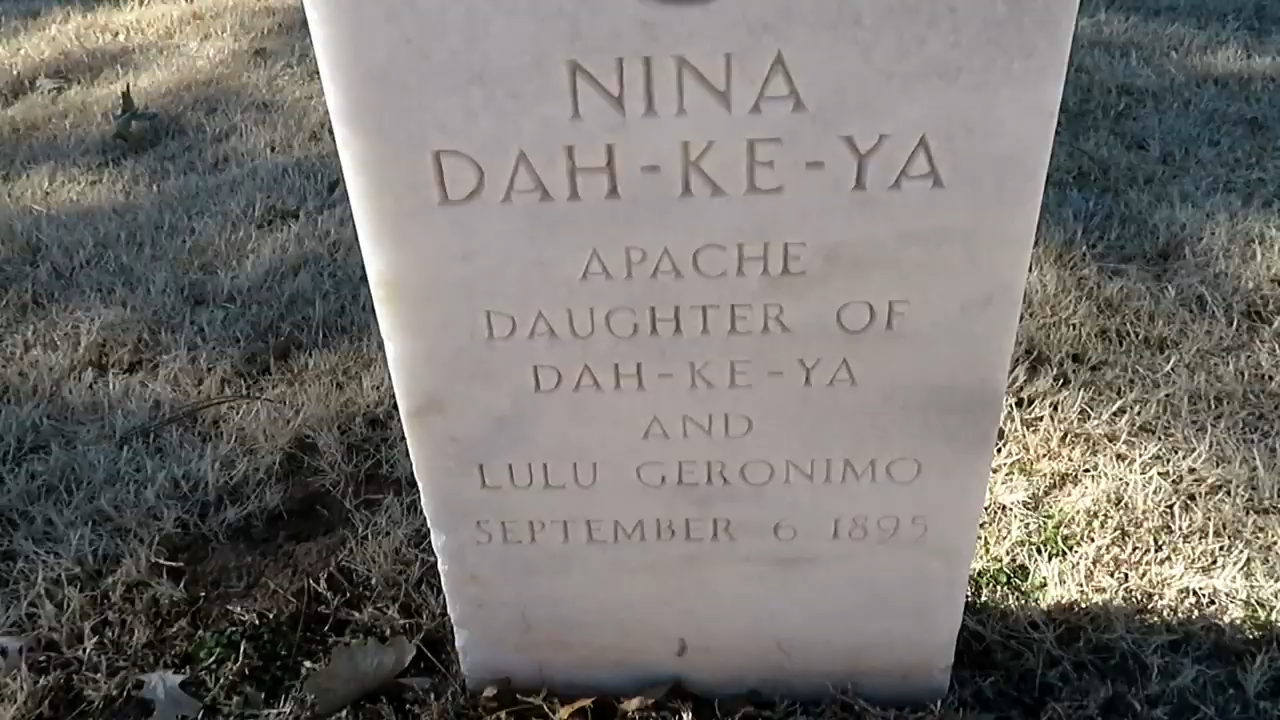 NINA
DAH-KE-YA
APACHE
DAUGHTER OF
DAH-KE-YA
AND
LULU GERONIMO
SEPTEMBER 6 1895